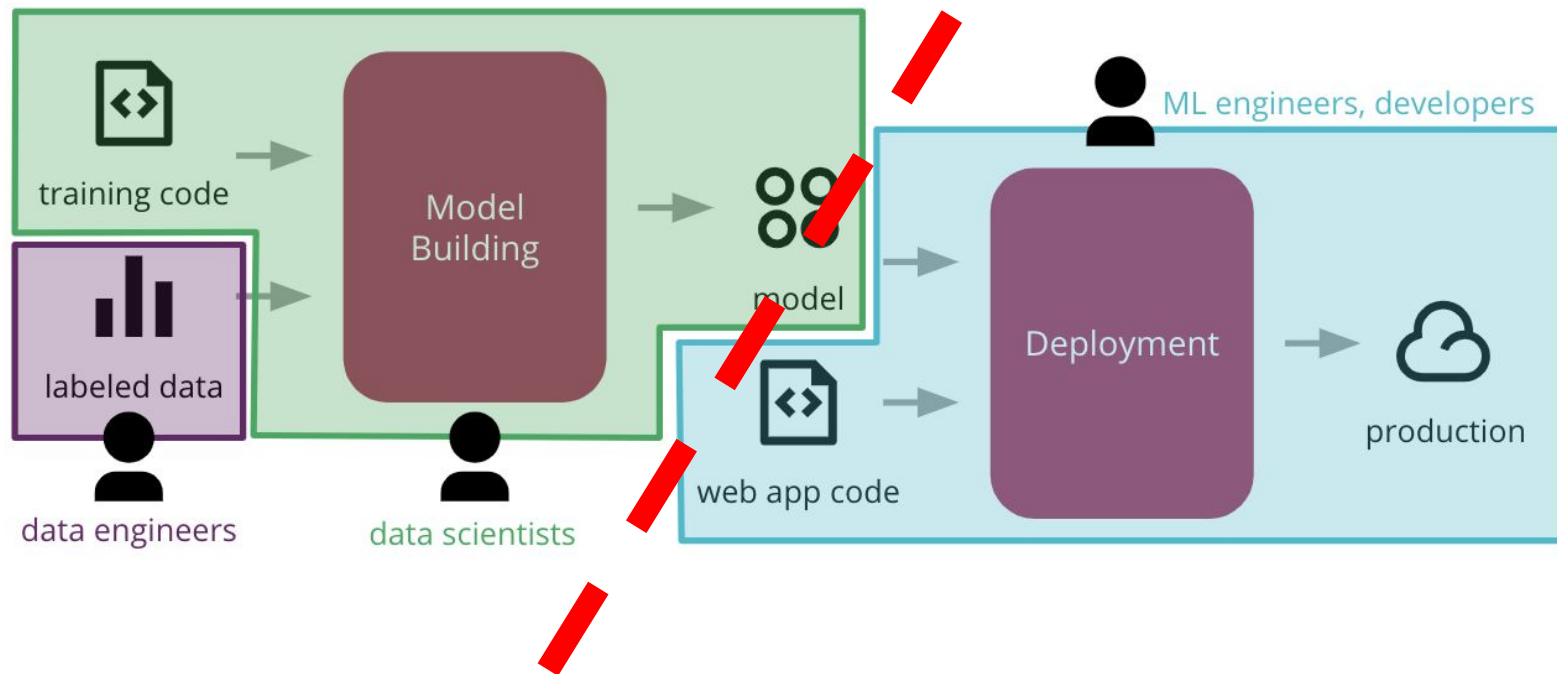 ML engineers, developers
training code
Model
Building
model
labeled data
Deployment
production
web app code
data engineers
data scientists